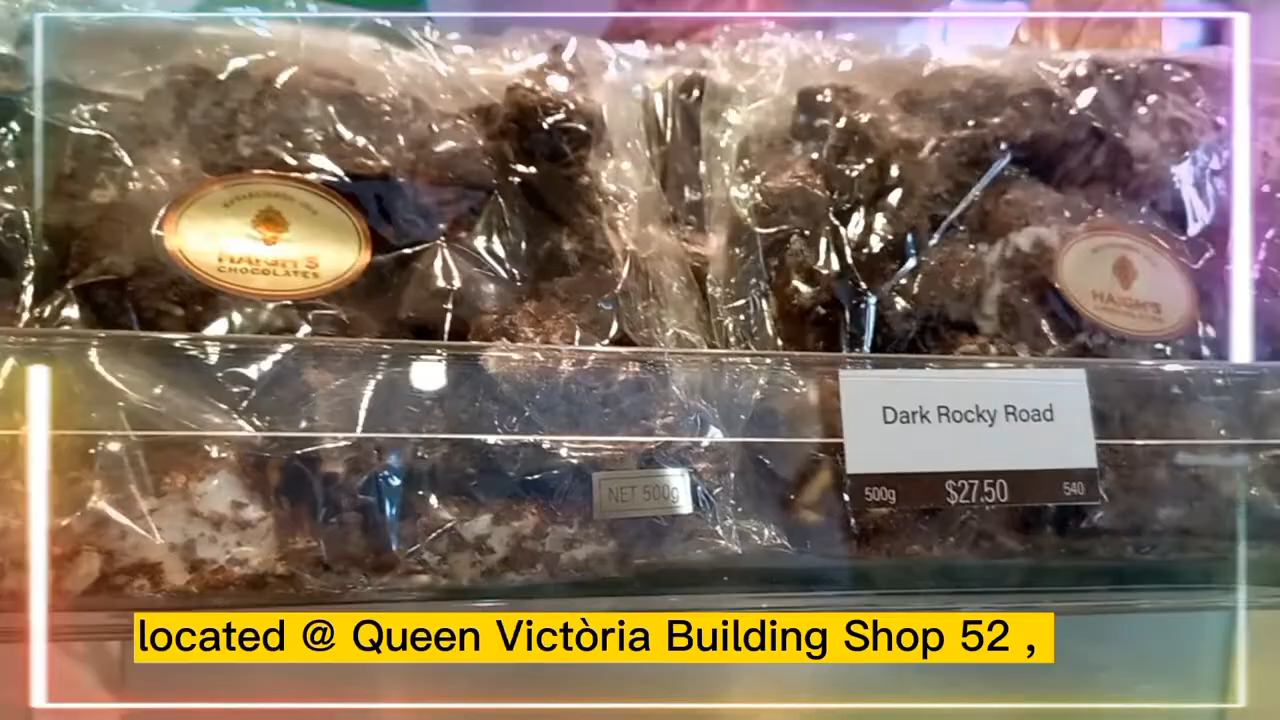 HAIGH'S
CHOCOLATES
HAIGH'S
Dark Rocky Road
500g $27.50 540
NET 500g
located @ Queen Victòria Building Shop 52 ,